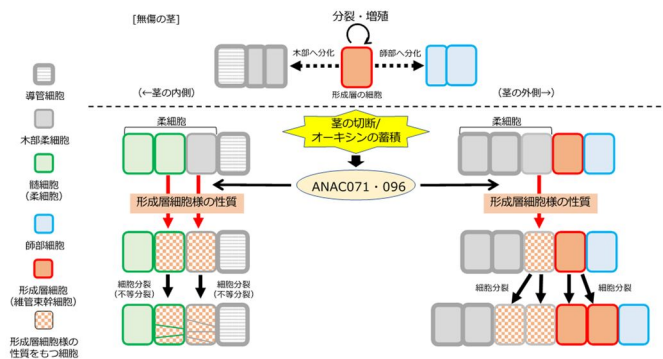 [無傷の茎]
分裂・増殖
木部へ分化
師部へ分化
形成層の細胞
(←茎の内側)
(茎の外側→)
導管細胞
木部柔細胞
髄細胞
(柔細胞)
師部細胞
形成層細胞
(維管束幹細胞)
形成層細胞様の
性質をもつ細胞
柔細胞
茎の切断/
オーキシンの蓄積
柔細胞
ANAC071・096
形成層細胞様の性質
形成層細胞様の性質
細胞分裂
(不等分裂)
細胞分裂
(不等分裂)
細胞分裂
細胞分裂